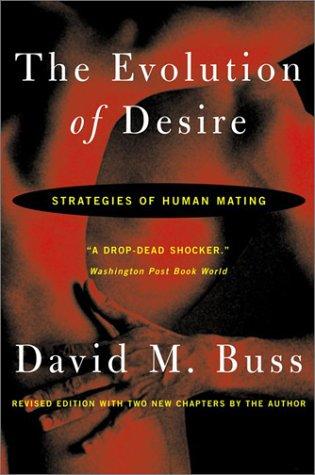 The Evolution
of Desire
STRATEGIES OF HUMAN MATING
"A DROP-DEAD SHOCKER."
Washington Post Book World
David M. Buss
REVISED EDITION WITH TWO NEW CHAPTERS BY THE AUTHOR